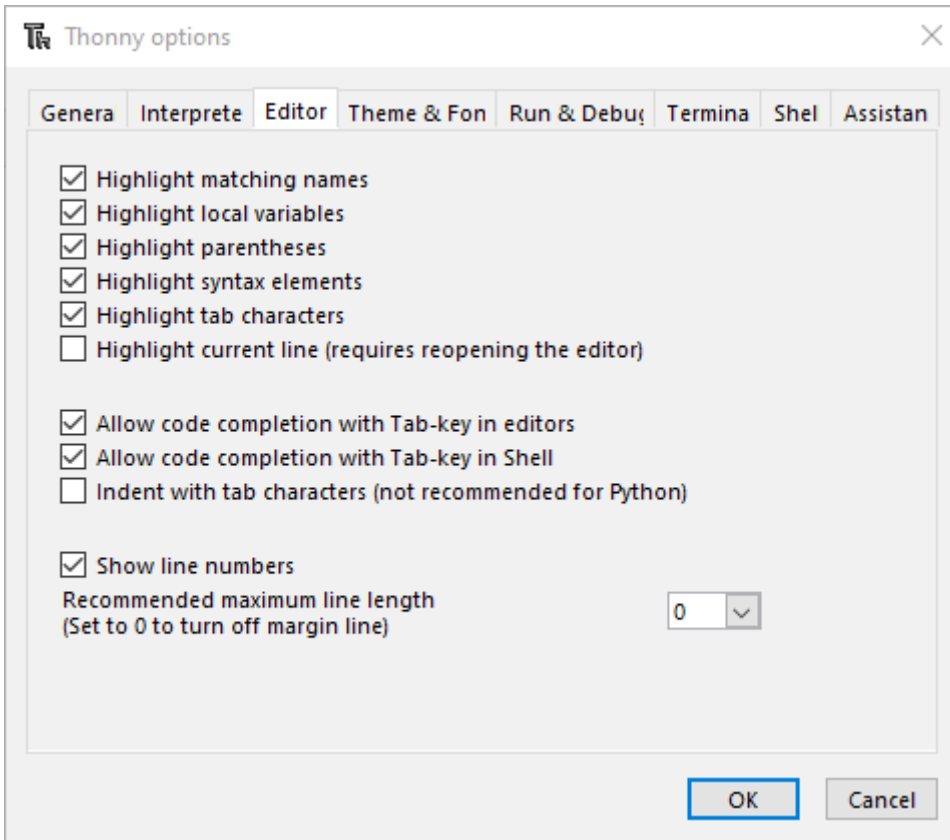 Thonny options
Genera Interprete Editor Theme & Fon Run & Debug Termina Shel Assistan
Highlight matching names
Highlight local variables
Highlight parentheses
Highlight syntax elements
Highlight tab characters
Highlight current line (requires reopening the editor)
Allow code completion with Tab-key in editors
Allow code completion with Tab-key in Shell
Indent with tab characters (not recommended for Python)
Show line numbers
Recommended maximum line length
(Set to 0 to turn off margin line)
0
OK Cancel